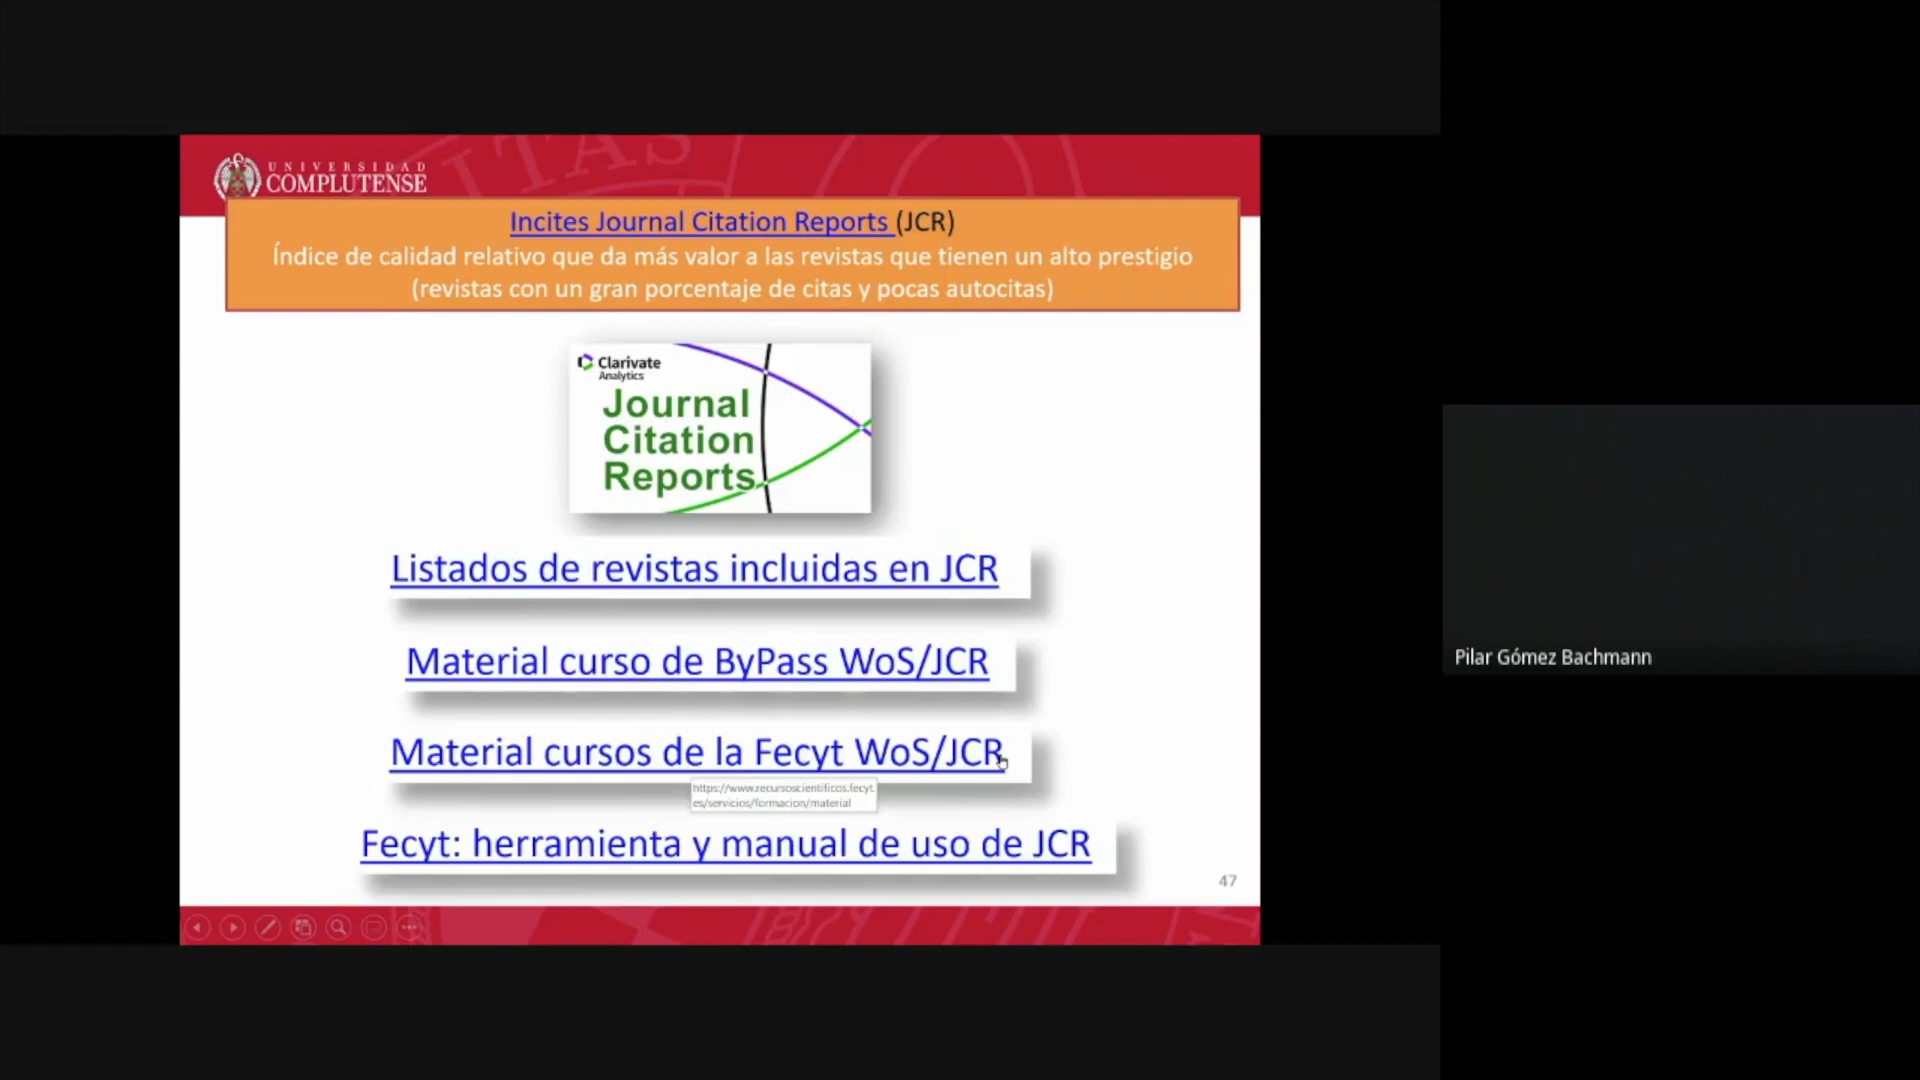 UNIVERSIDAD
COMPLUTENSE
Incites Journal Citation Reports (JCR)
Índice de calidad relativo que da más valor a las revistas que tienen un alto prestigio
(revistas con un gran porcentaje de citas y pocas autocitas)
Clarivate
Analytics
Journal
Citation
Reports
Listados de revistas incluidas en JCR
Material curso de ByPass WoS/JCR
Material cursos de la Fecyt WoS/JCR
https://www.recursoscientificos.fecyt.
es/servicios/formacion/material
Fecyt: herramienta y manual de uso de JCR
47
Pilar Gómez Bachmann